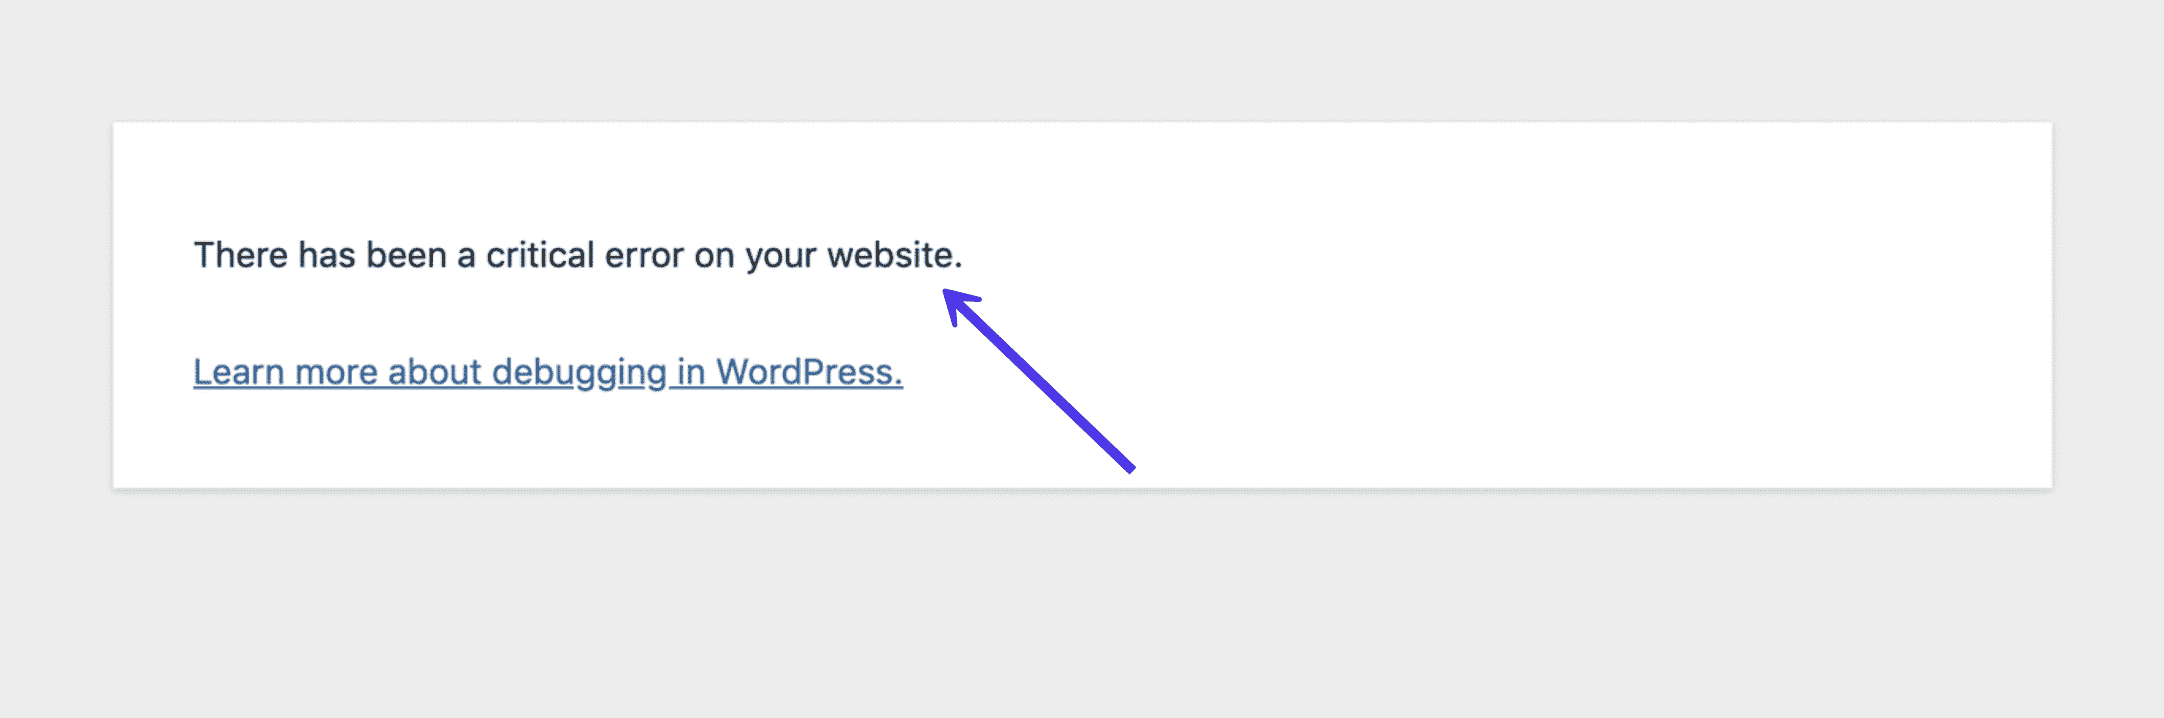 There has been a critical error on your website.
Learn more about debugging in WordPress.